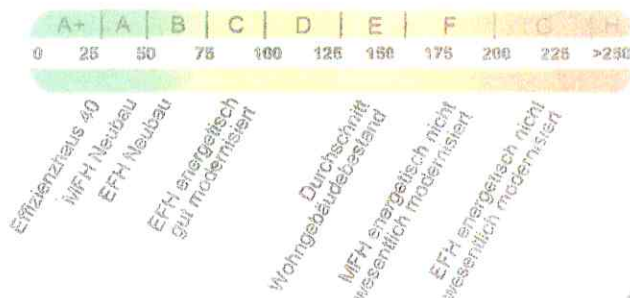 A+ A B C D E F G H
0 25 50 75 100 125 150 175 200 225 >250
Effizienzhaus 40
MFH Neubau
EFH Neubau
EFH energetisch
gut modernisiert
Durchschnitt
Wohngebäudebestand
MFH energetisch nicht
wesentlich modernisiert
EFH energetisch nicht
wesentlich modernisiert